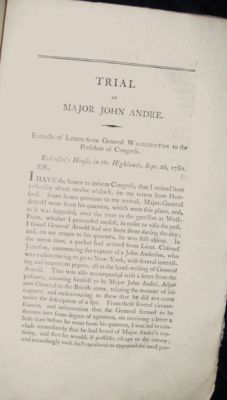 TRIAL
OF
MAJOR JOHN ANDRE.
Extracts of Letters from General WASHINGTON to the
President of Congress.
Robinson's House, in the Highlands, Sept. 26, 1780.
SIR,
I HAVE the honor to inform Congress, that I arrived here
yesterday about twelve o'clock, on my return from Hart-
ford. Some hours previous to my arrival, Major-General
Arnold went from his quarters, which were this place, and,
as it was supposed, over the river to the garrison at West-
Point, whither I proceeded myself, in order to visit the post.
I found General Arnold had not been there during the day;
and, on my return to his quarters, he was still absent. In
the mean time, a packet had arrived from Lieut. Colonel
Jameson, announcing the capture of a John Anderson, who
was endeavouring to go to New-York, with several interest-
ing and important papers, all in the hand-writing of General
Arnold. This was also accompanied with a letter from the
prisoner, avowing himself to be Major John André, Adju-
tant-General to the British army, relating the manner of his
capture, and endeavouring to shew that he did not come
under the description of a spy. From these several circum-
stances, and information that the General seemed to be
thrown into some degree of agitation, on receiving a letter a
little time before he went from his quarters, I was led to con-
clude immediately that he had heard of Major André's cap-
tivity, and that he would, if possible, escape to the enemy,
and accordingly took such measures as appeared the most pro-